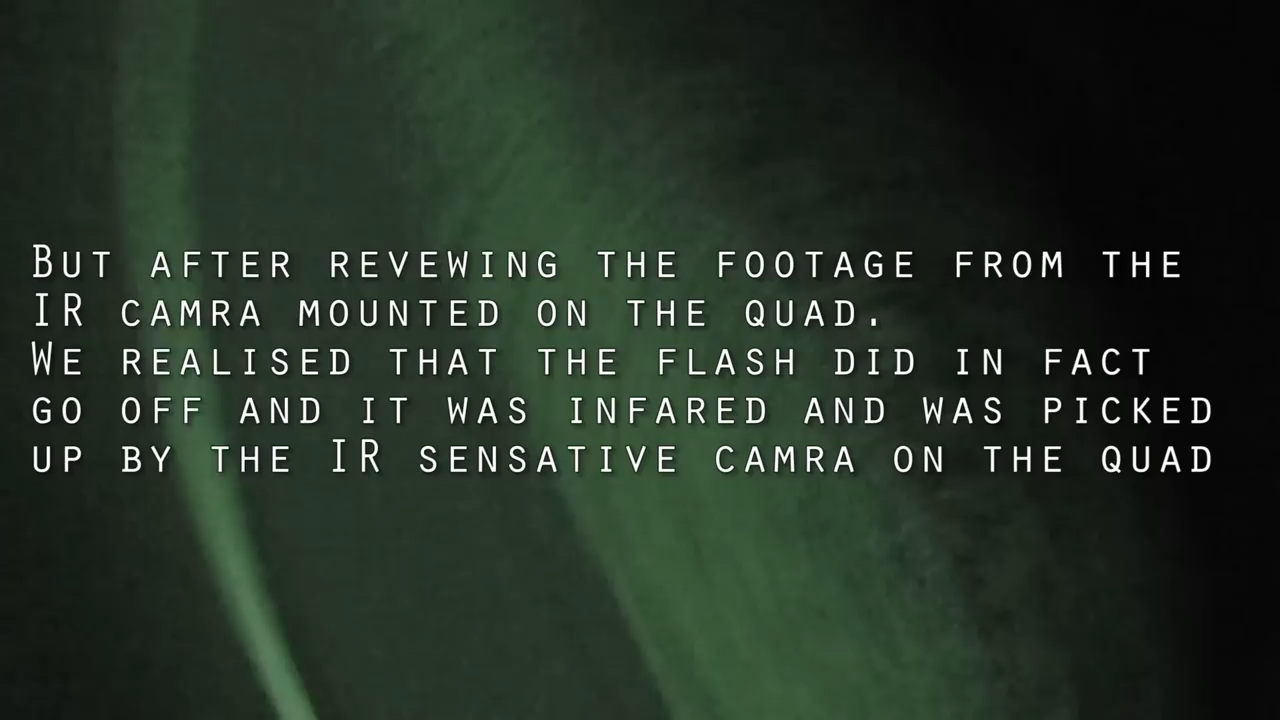 But after revewing the footage from the
IR camra mounted on the quad.
We realised that the flash did in fact
go off and it was infared and was picked
up by the IR sensative camra on the quad